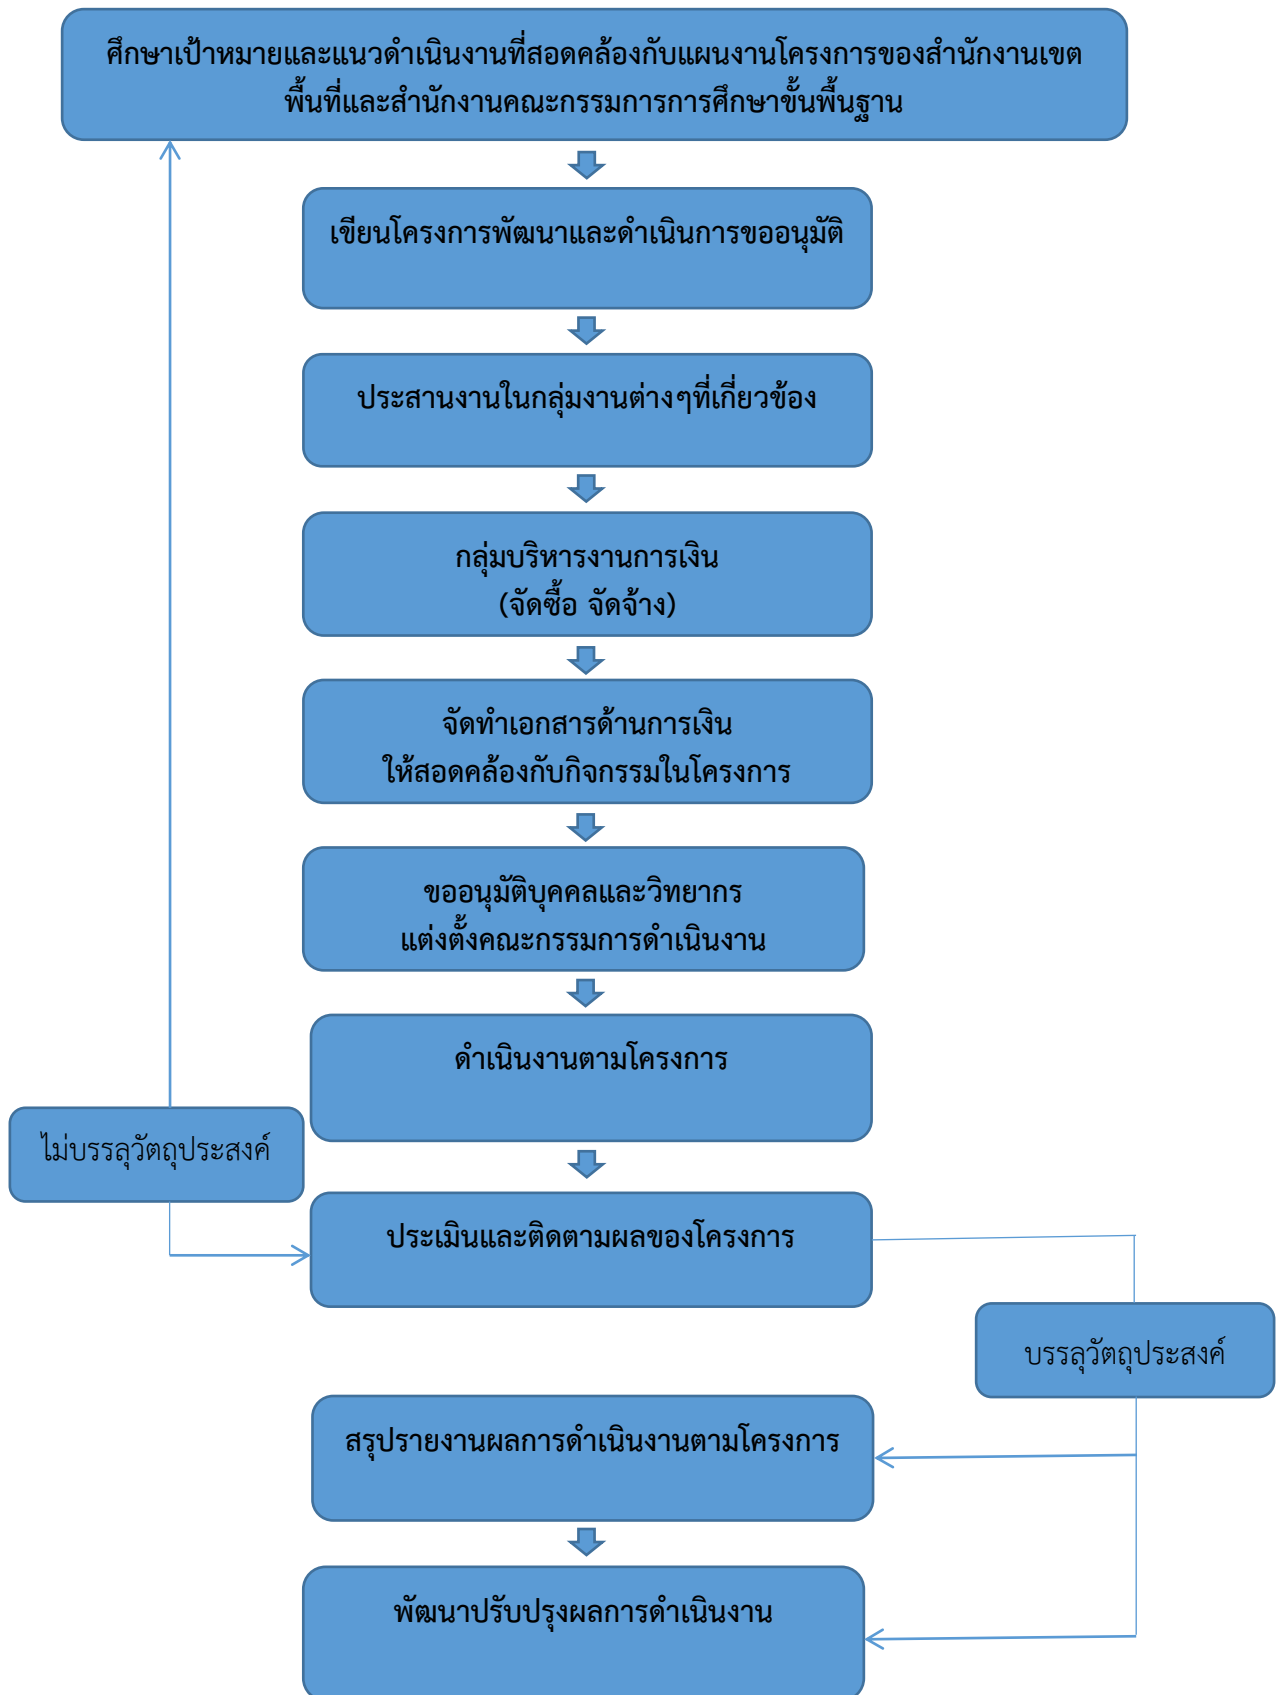 ศึกษาเป้าหมายและแนวดำเนินงานที่สอดคล้องกับแผนงานโครงการของสำนักงานเขต
พื้นที่และสำนักงานคณะกรรมการการศึกษาขั้นพื้นฐาน
เขียนโครงการพัฒนาและดำเนินการขออนุมัติ
ประสานงานในกลุ่มงานต่างๆที่เกี่ยวข้อง
กลุ่มบริหารงานการเงิน
(จัดซื้อ จัดจ้าง)
จัดทำเอกสารด้านการเงิน
ให้สอดคล้องกับกิจกรรมในโครงการ
ขออนุมัติบุคคลและวิทยากร
แต่งตั้งคณะกรรมการดำเนินงาน
ดำเนินงานตามโครงการ
ไม่บรรลุวัตถุประสงค์
ประเมินและติดตามผลของโครงการ
บรรลุวัตถุประสงค์
สรุปรายงานผลการดำเนินงานตามโครงการ
พัฒนาปรับปรุงผลการดำเนินงาน